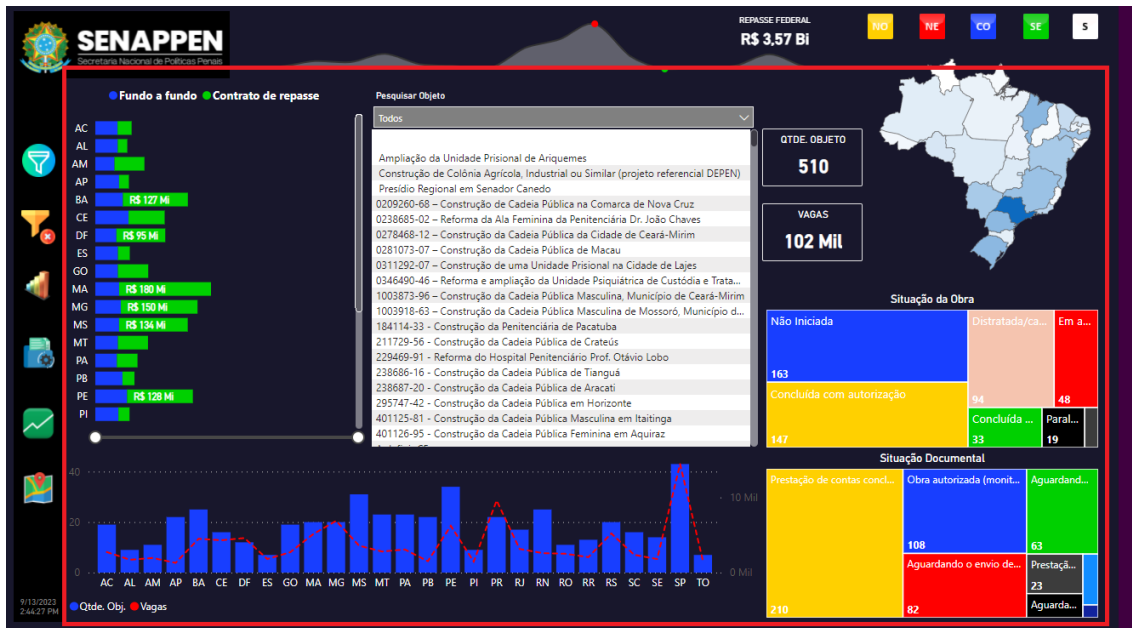 SENAPPEN
Secretaria Nacional de Políticas Penais
REPASSE FEDERAL
R$ 3,57 Bi
NO
NE
CO
SE
S
Fundo a fundo
Contrato de repasse
AC
AL
AM
AP
BA
R$ 127 Mi
CE
DF
R$ 95 Mi
ES
GO
MA
R$ 180 Mi
MG
R$ 150 Mi
MS
R$ 134 Mi
MT
PA
PB
PE
R$ 128 Mi
PI
Pesquisar Objeto
Todos
Ampliação da Unidade Prisional de Ariquemes
Construção de Colônia Agrícola, Industrial ou Similar (projeto referencial DEPEN)
Presídio Regional em Senador Canedo
0209260-68 – Construção de Cadeia Pública na Comarca de Nova Cruz
0238685-02 – Reforma da Ala Feminina da Penitenciária Dr. João Chaves
0278468-12 – Construção da Cadeia Pública da Cidade de Ceará-Mirim
0281073-07 – Construção da Cadeia Pública de Macau
0311292-07 – Construção de uma Unidade Prisional na Cidade de Lajes
0346490-46 – Reforma e ampliação da Unidade Psiquiátrica de Custódia e Trata...
1003873-96 – Construção da Cadeia Pública Masculina, Município de Ceará-Mirim
1003918-63 – Construção da Cadeia Pública Masculina de Mossoró, Município d...
184114-33 - Construção da Penitenciária de Pacatuba
211729-56 - Construção da Cadeia Pública de Crateús
229469-91 - Reforma do Hospital Penitenciário Prof. Otávio Lobo
238686-16 - Construção da Cadeia Pública de Tianguá
238687-20 - Construção da Cadeia Pública de Aracati
295747-42 - Construção da Cadeia Pública em Horizonte
401125-81 - Construção da Cadeia Pública Masculina em Itaitinga
401126-95 - Construção da Cadeia Pública Feminina em Aquiraz
QTDE. OBJETO
510
VAGAS
102 Mil
Situação da Obra
Não Iniciada
163
Concluída com autorização
147
Distratada/ca...
94
Em a...
48
Concluída ...
33
Paral...
19
Situação Documental
Prestação de contas concl...
210
Obra autorizada (monit...
108
Aguardando o envio de...
82
Aguardand...
63
Prestaçã...
23
Aguarda...
40
20
0
10 Mil
0 Mil
AC AL AM AP BA CE DF ES GO MA MG MS MT PA PB PE PI PR RJ RN RO RR RS SC SE SP TO
Qtde. Obj. Vagas
9/13/2023
2:44:27 PM